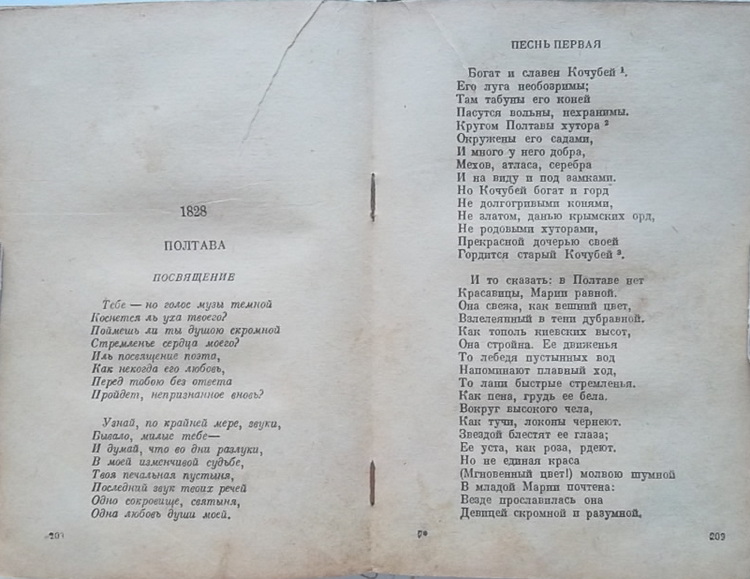 1828
ПОЛТАВА
ПОСВЯЩЕНИЕ
Тебе — но голос музы темной
Коснется ль уха твоего?
Поймешь ли ты душою скромной
Стремленье сердца моего?
Иль посвящение поэта,
Как некогда его любовь,
Перед тобою без ответа
Пройдет, непризнанное вновь?
Узнай, по крайней мере, звуки,
Бывало, милые тебе—
И думай, что во дни разлуки,
В моей изменчивой судьбе,
Твоя печальная пустыня,
Последний звук твоих речей
Одно сокровище, святыня,
Одна любовь души моей.
ПЕСНЬ ПЕРВАЯ
Богат и славен Кочубей ¹.
Его луга необозримы;
Там табуны его коней
Пасутся вольны, нехранимы.
Кругом Полтавы хутора ²
Окружены его садами,
И много у него добра,
Мехов, атласа, серебра
И на виду и под замками.
Но Кочубей богат и горд
Не долгогривыми конями,
Не златом, данью крымских орд,
Не родовыми хуторами,
Прекрасной дочерью своей
Гордится старый Кочубей ³.
И то сказать: в Полтаве нет
Красавицы, Марии равной.
Она свежа, как вешний цвет,
Взлелеянный в тени дубравной.
Как тополь киевских высот,
Она стройна. Ее движенья
То лебедя пустынных вод
Напоминают плавный ход,
То лани быстрые стремленья.
Как пена, грудь ее бела.
Вокруг высокого чела,
Как тучи, локоны чернеют.
Звездой блестят ее глаза;
Ее уста, как роза, рдеют.
Но не единая краса
(Мгновенный цвет!) молвою шумной
В младой Марии почтена:
Везде прославилась она
Девицей скромной и разумной.
209